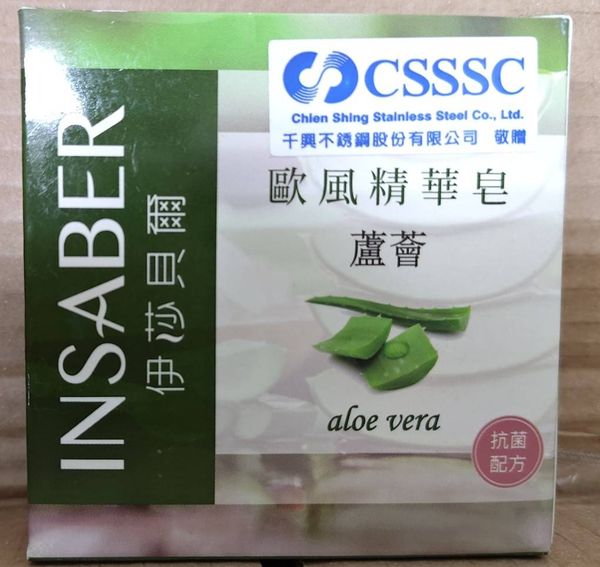 INSABER
伊莎貝爾
CSSSC
Chien Shing Stainless Steel Co., Ltd.
千興不銹鋼股份有限公司 敬贈
歐風精華皂
蘆薈
aloe vera
抗菌
配方